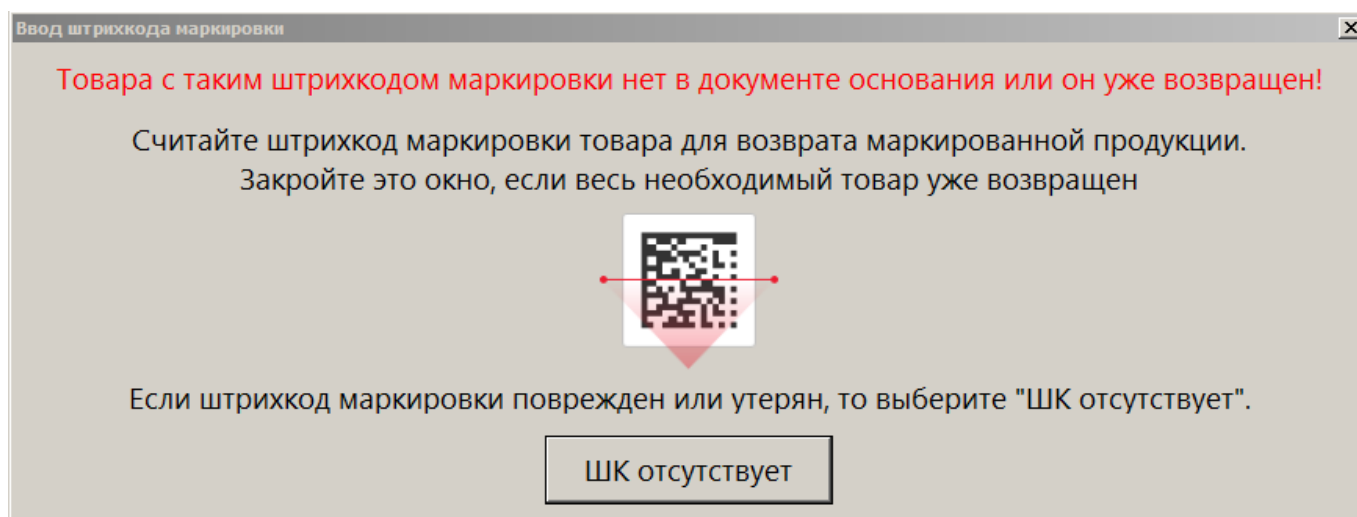 Ввод штрихкода маркировки
Товара с таким штрихкодом маркировки нет в документе основания или он уже возвращен!
Считайте штрихкод маркировки товара для возврата маркированной продукции.
Закройте это окно, если весь необходимый товар уже возвращен
Если штрихкод маркировки поврежден или утерян, то выберите "ШК отсутствует".
ШК отсутствует